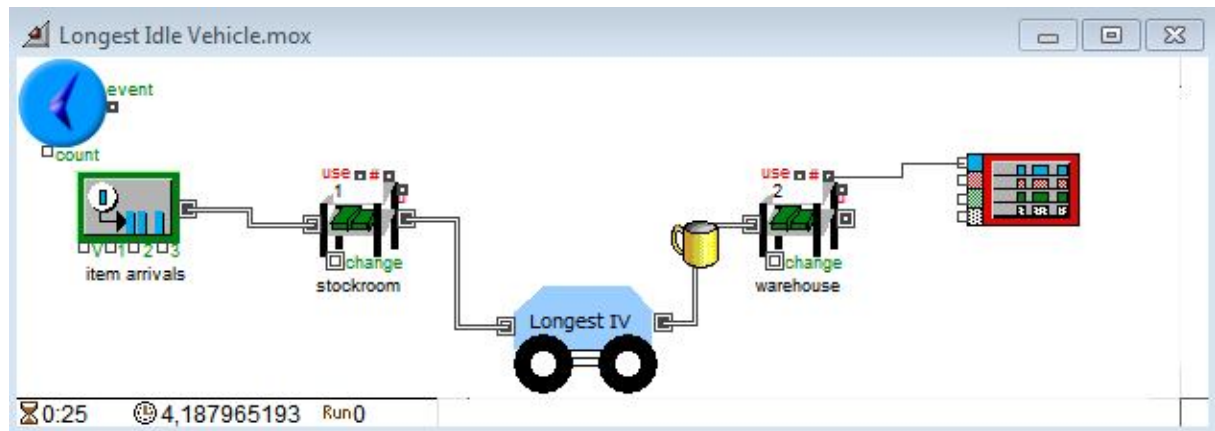 Longest Idle Vehicle.mox
event
count
use #
1
use #
2
V 1 2 3
change
change
item arrivals
stockroom
warehouse
Longest IV
0:25 4,187965193 Run0